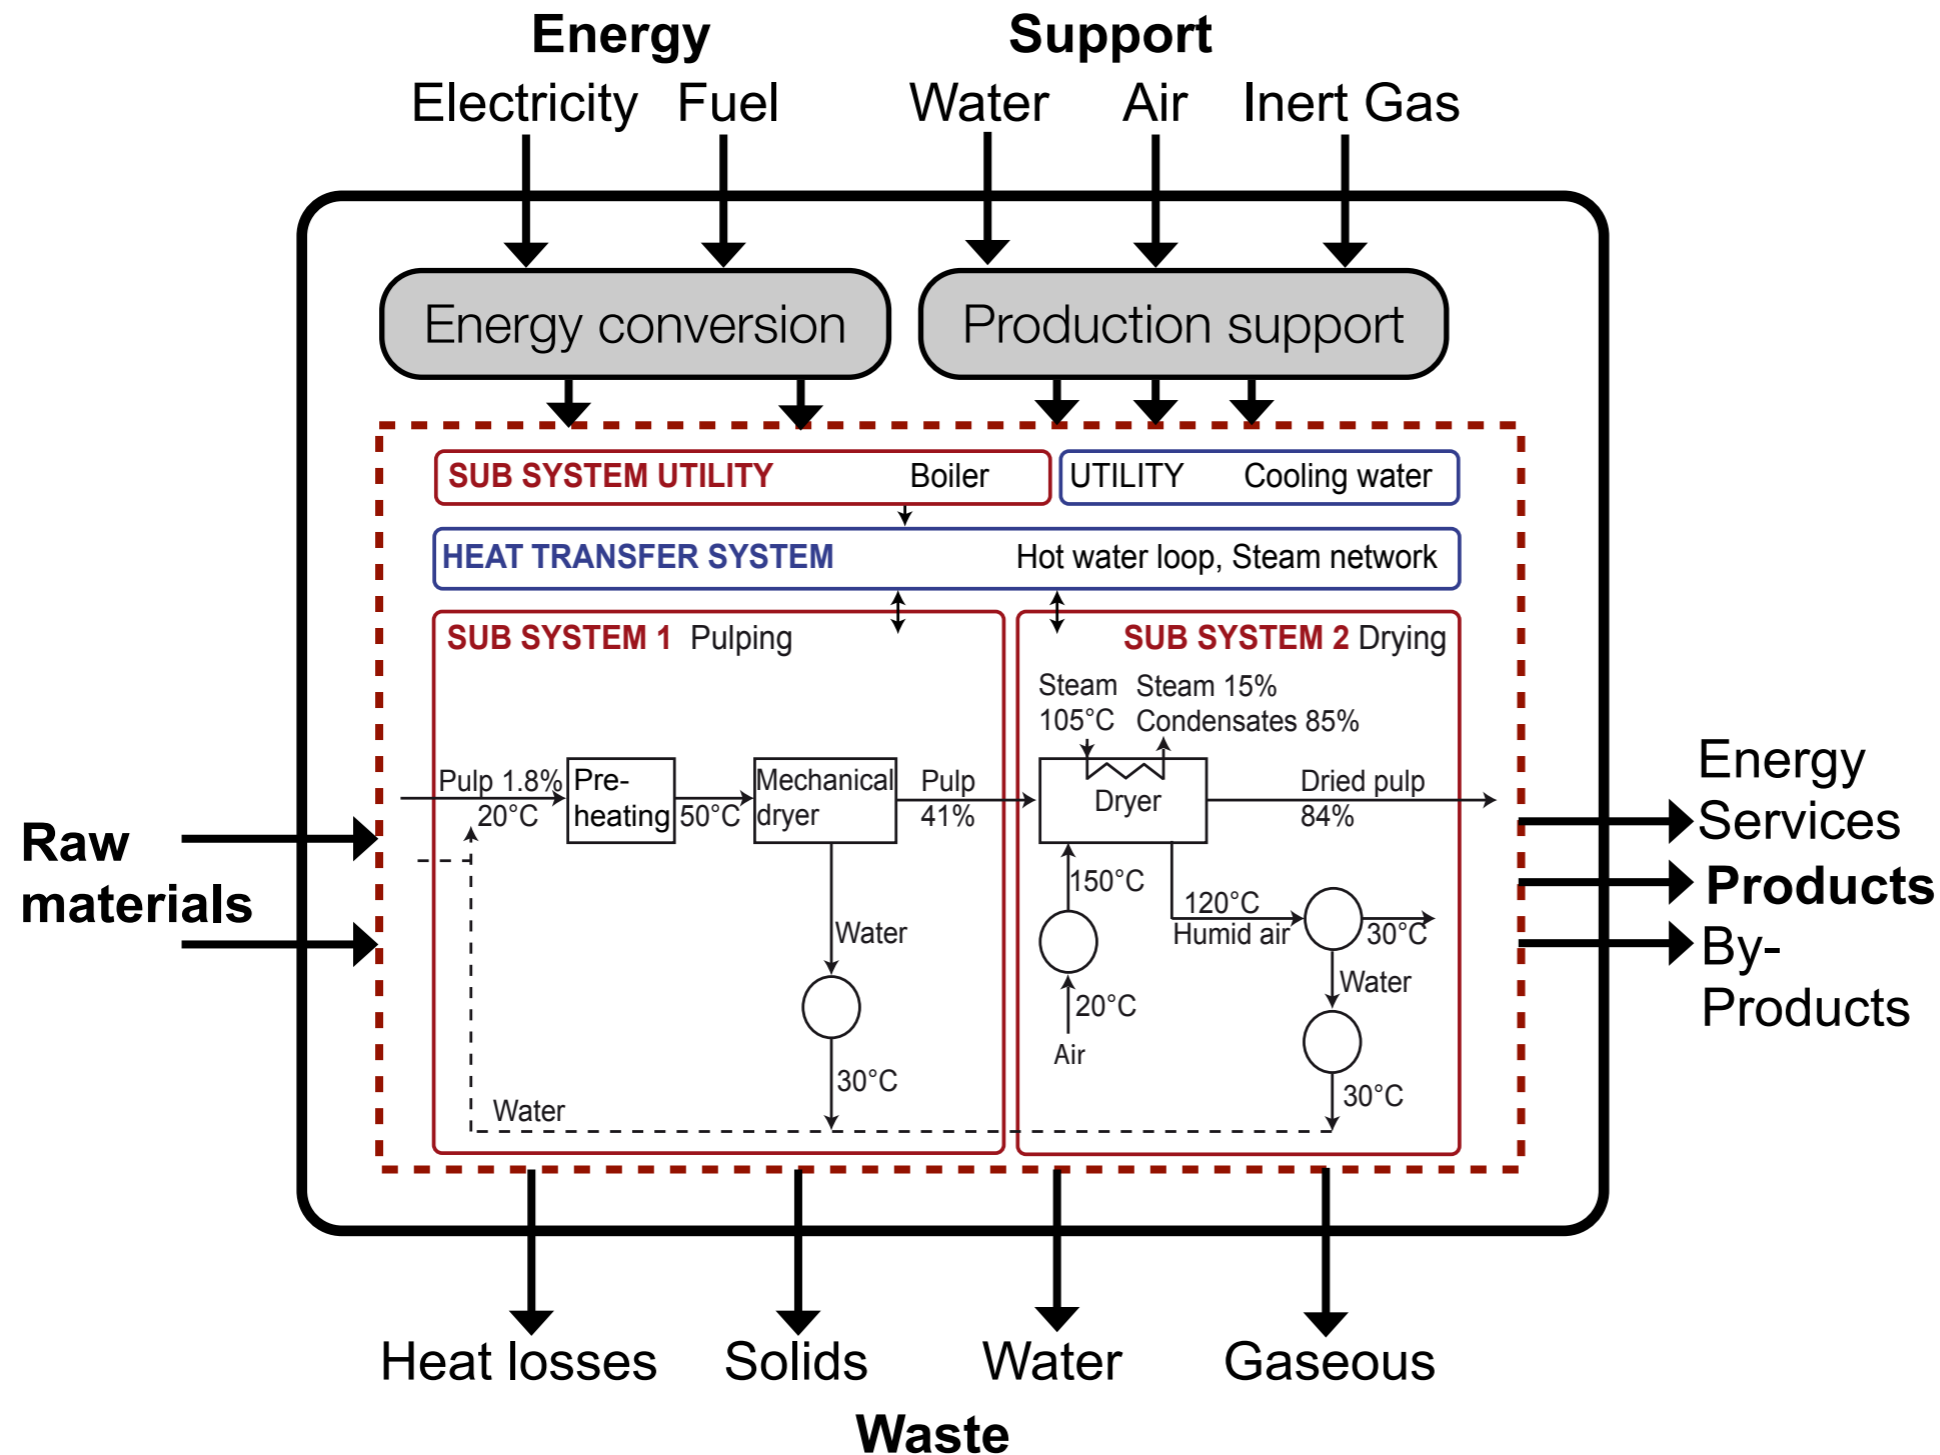 Energy
Support
Electricity Fuel
Water Air Inert Gas
Energy conversion
Production support
SUB SYSTEM UTILITY Boiler
UTILITY Cooling water
HEAT TRANSFER SYSTEM Hot water loop, Steam network
SUB SYSTEM 1 Pulping
SUB SYSTEM 2 Drying
Steam
105°C
Steam 15%
Condensates 85%
Pulp 1.8%
20°C
Pre-
heating
50°C
Mechanical
dryer
Pulp
41%
Dryer
Dried pulp
84%
150°C
120°C
Humid air
30°C
Water
Water
20°C
Air
30°C
30°C
Water
Raw
materials
Energy
Services
Products
By-
Products
Heat losses
Solids
Water
Gaseous
Waste